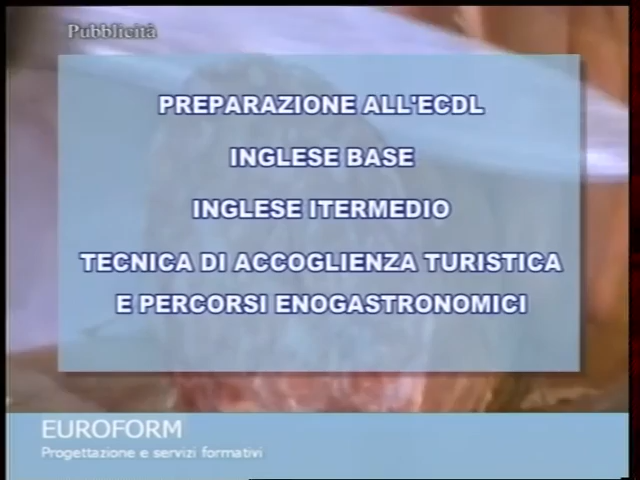 Pubblicità
PREPARAZIONE ALL'ECDL
INGLESE BASE
INGLESE ITERMEDIO
TECNICA DI ACCOGLIENZA TURISTICA
E PERCORSI ENOGASTRONOMICI
EUROFORM
Progettazione e servizi formativi